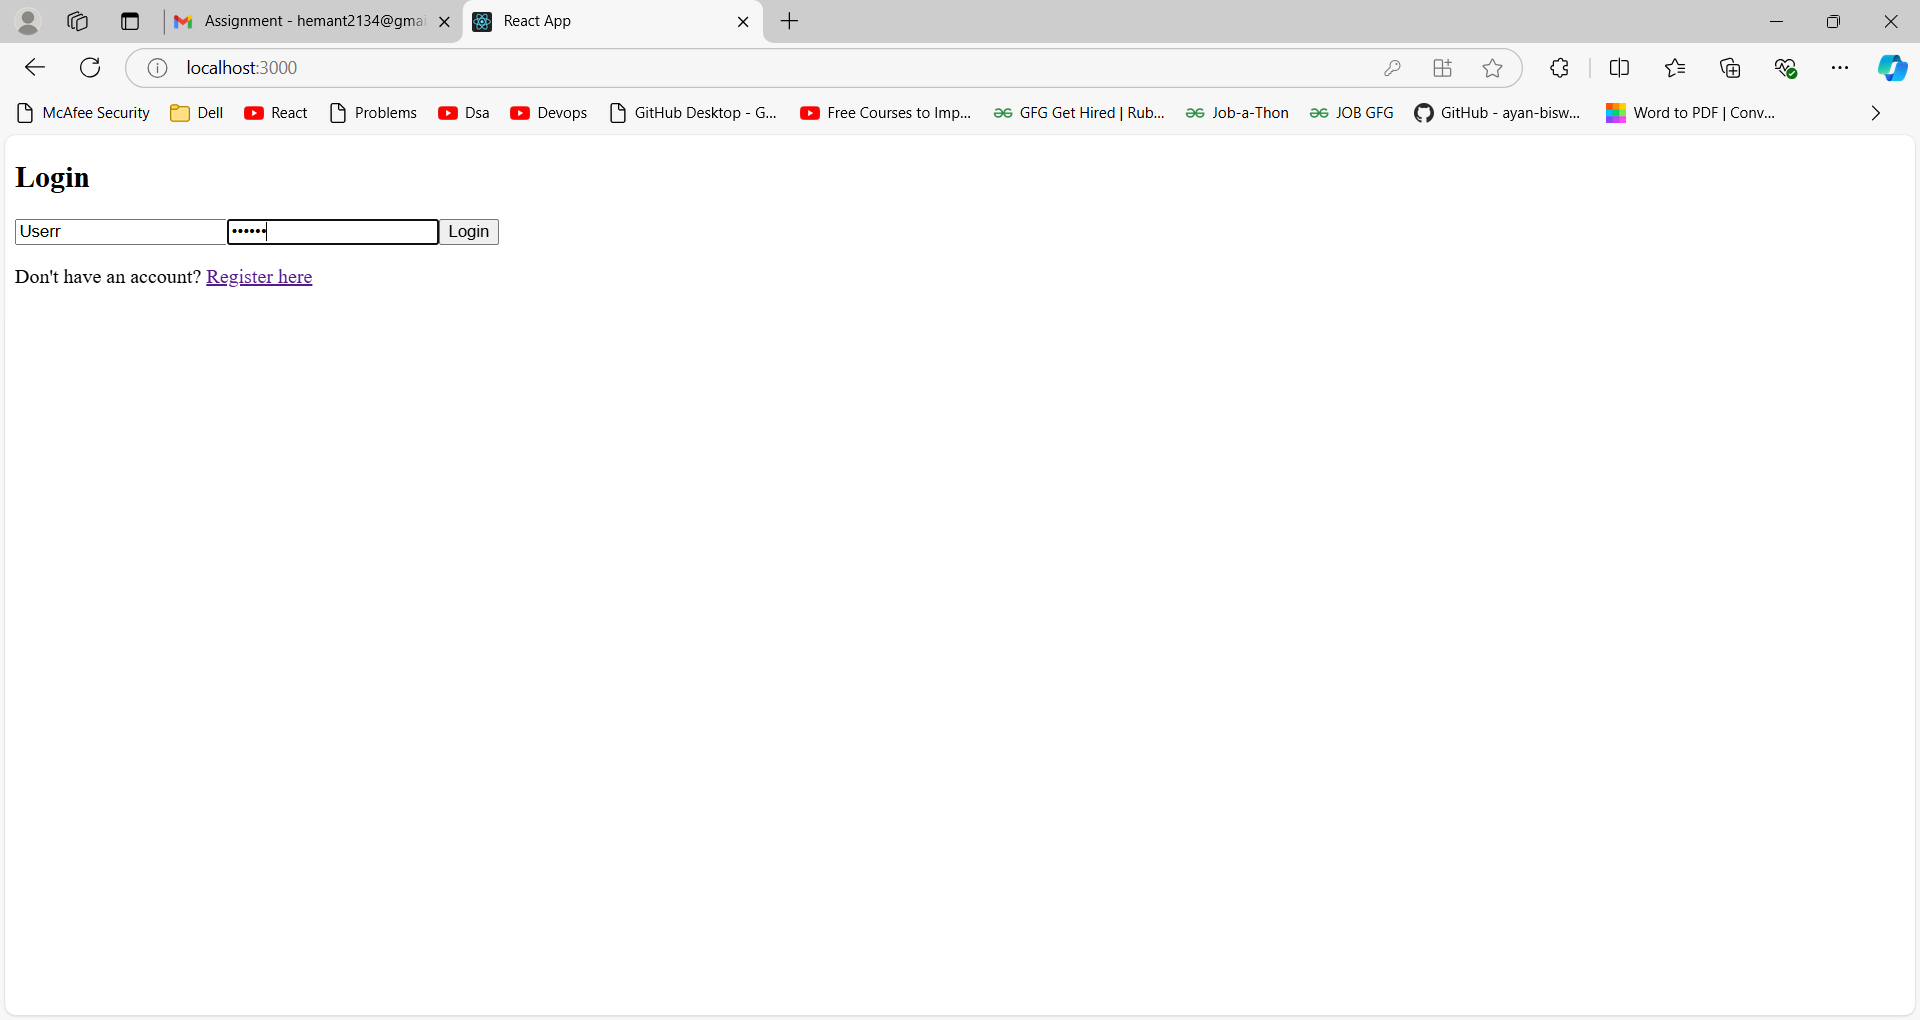 Assignment - hemant2134@gmai
React App
localhost:3000
McAfee Security
Dell
React
Problems
Dsa
Devops
GitHub Desktop - G...
Free Courses to Imp...
GFG Get Hired | Rub...
Job-a-Thon
JOB GFG
GitHub - ayan-bisw...
Word to PDF | Conv...
Login
Userr
••••••
Login
Don't have an account? Register here